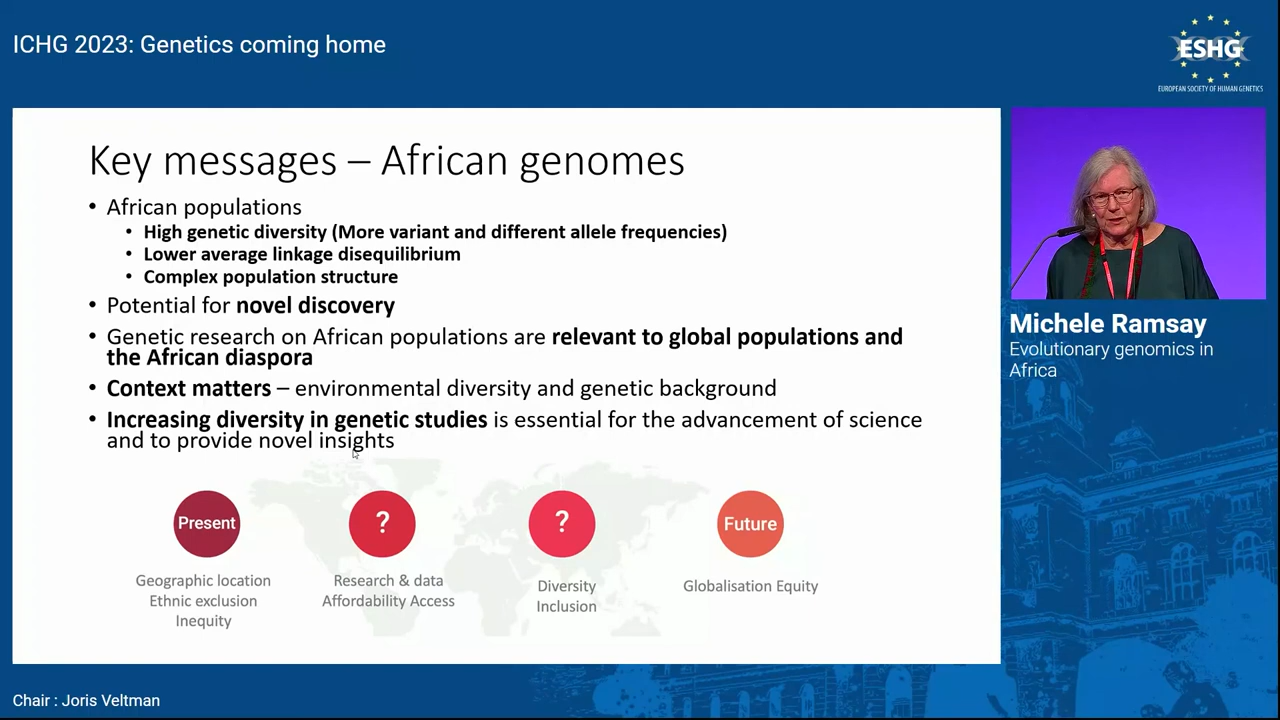 ICHG 2023: Genetics coming home
ESHG
EUROPEAN SOCIETY OF HUMAN GENETICS
Key messages – African genomes
• African populations
• High genetic diversity (More variant and different allele frequencies)
• Lower average linkage disequilibrium
• Complex population structure
• Potential for novel discovery
• Genetic research on African populations are relevant to global populations and
the African diaspora
• Context matters – environmental diversity and genetic background
• Increasing diversity in genetic studies is essential for the advancement of science
and to provide novel insights
Present
Geographic location
Ethnic exclusion
Inequity
?
Research & data
Affordability Access
?
Diversity
Inclusion
Future
Globalisation Equity
Michele Ramsay
Evolutionary genomics in
Africa
Chair : Joris Veltman